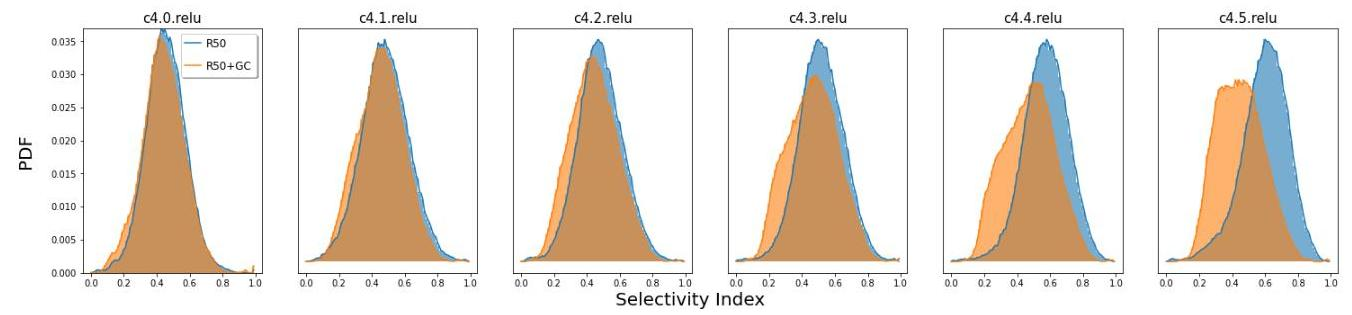 c4.0.relu c4.1.relu c4.2.relu c4.3.relu c4.4.relu c4.5.relu
R50
R50+GC
PDF
0.035
0.030
0.025
0.020
0.015
0.010
0.005
0.000
0.0 0.2 0.4 0.6 0.8 1.0 0.0 0.2 0.4 0.6 0.8 1.0 0.0 0.2 0.4 0.6 0.8 1.0 0.0 0.2 0.4 0.6 0.8 1.0 0.0 0.2 0.4 0.6 0.8 1.0 0.0 0.2 0.4 0.6 0.8 1.0
Selectivity Index